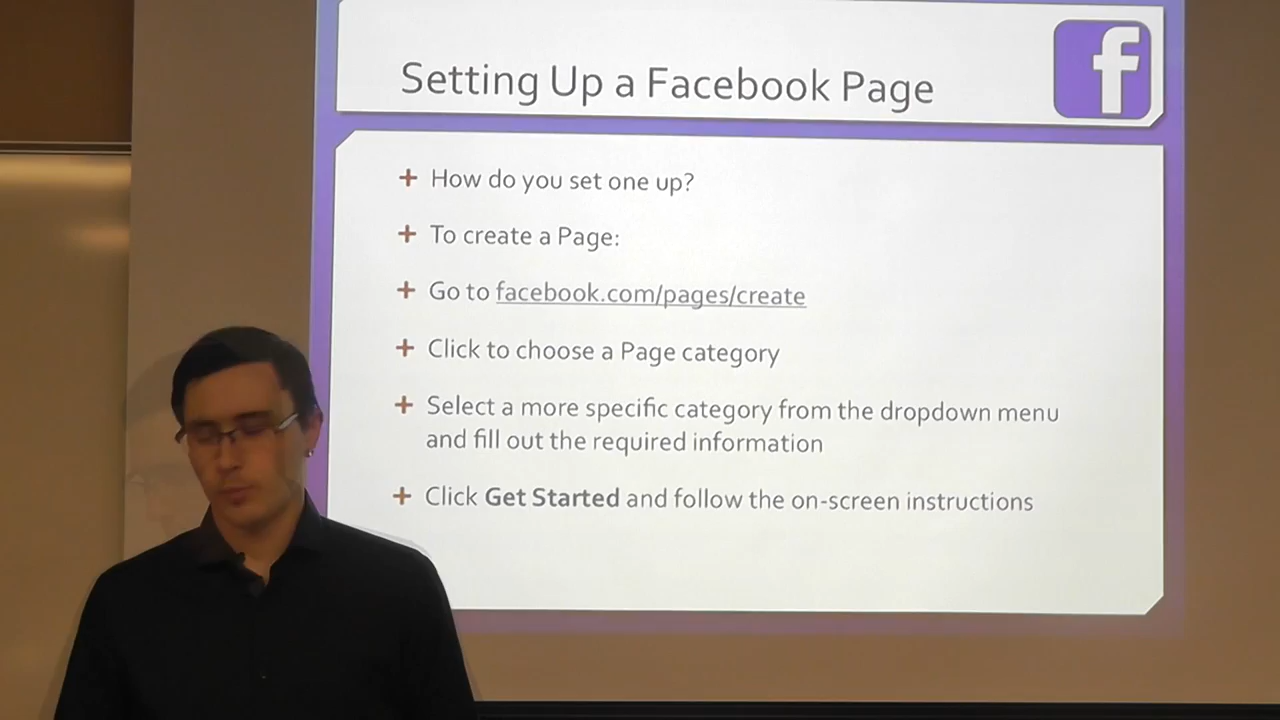 Setting Up a Facebook Page
f
+ How do you set one up?
+ To create a Page:
+ Go to facebook.com/pages/create
+ Click to choose a Page category
+ Select a more specific category from the dropdown menu
and fill out the required information
+ Click Get Started and follow the on-screen instructions